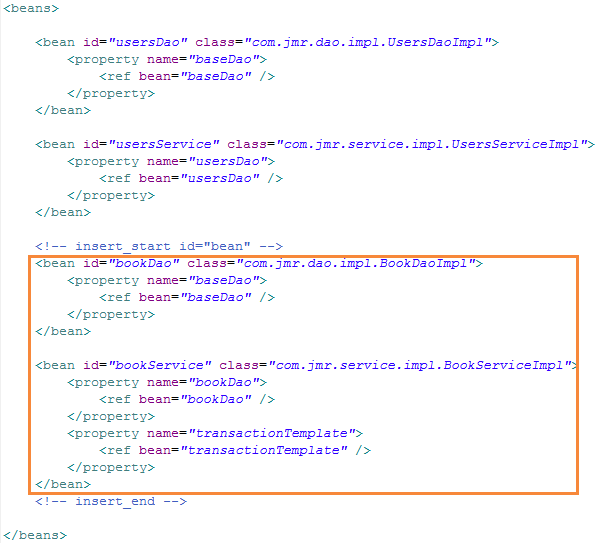 <beans>
<bean id="usersDao" class="com.jmr.dao.impl.UsersDaoImpl">
<property name="baseDao">
<ref bean="baseDao" />
</property>
</bean>
<bean id="usersService" class="com.jmr.service.impl.UsersServiceImpl">
<property name="usersDao">
<ref bean="usersDao" />
</property>
</bean>
<!-- insert_start id="bean" -->
<bean id="bookDao" class="com.jmr.dao.impl.BookDaoImpl">
<property name="baseDao">
<ref bean="baseDao" />
</property>
</bean>
<bean id="bookService" class="com.jmr.service.impl.BookServiceImpl">
<property name="bookDao">
<ref bean="bookDao" />
</property>
<property name="transactionTemplate">
<ref bean="transactionTemplate" />
</property>
</bean>
<!-- insert_end -->
</beans>